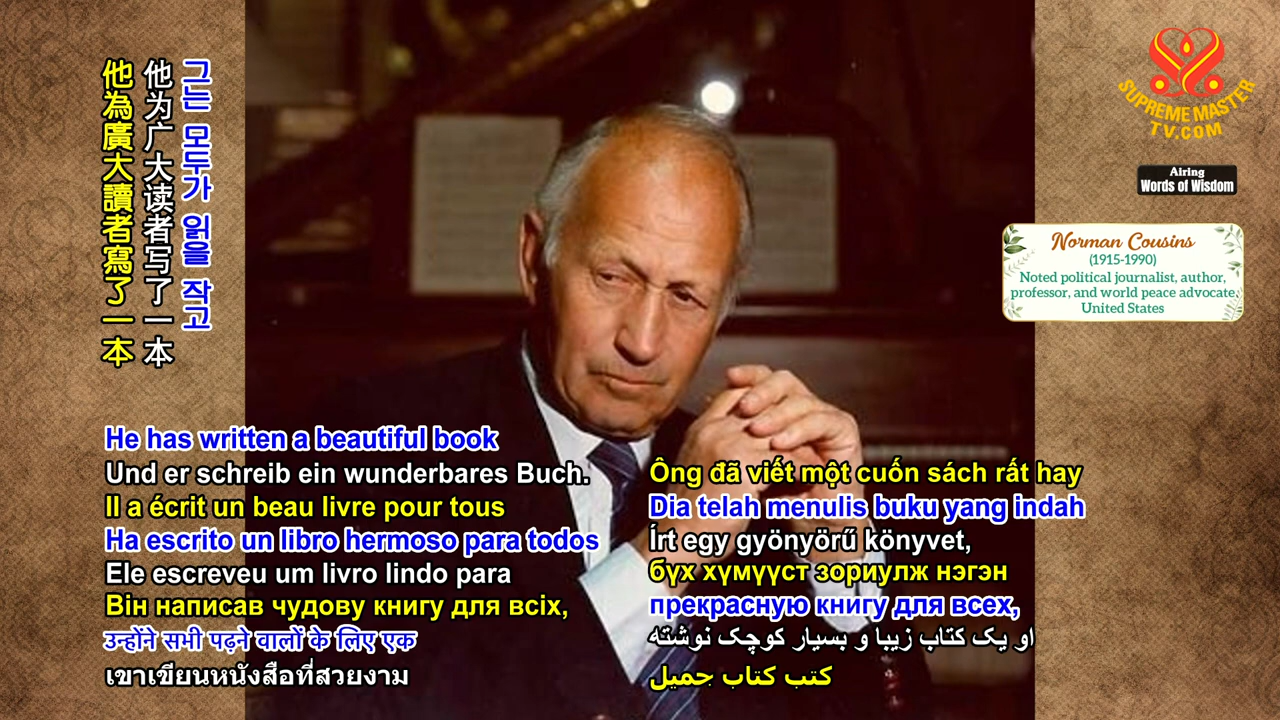 그는 모두가 읽을 작고
他为广大读者写了一本
他為廣大讀者寫了一本
SUPREME MASTER
TV.COM
Airing
Words of Wisdom
Norman Cousins
(1915-1990)
Noted political journalist, author,
professor, and world peace advocate,
United States
He has written a beautiful book
Und er schreib ein wunderbares Buch.
Il a écrit un beau livre pour tous
Ha escrito un libro hermoso para todos
Ele escreveu um livro lindo para
Він написав чудову книгу для всіх,
उन्होंने सभी पढ़ने वालों के लिए एक
เขาเขียนหนังสือที่สวยงาม
Ông đã viết một cuốn sách rất hay
Dia telah menulis buku yang indah
Írt egy gyönyörű könyvet,
бүх хүмүүст зориулж нэгэн
прекрасную книгу для всех,
او یک کتاب زیبا و بسیار کوچک نوشته
كتب كتاب جميل